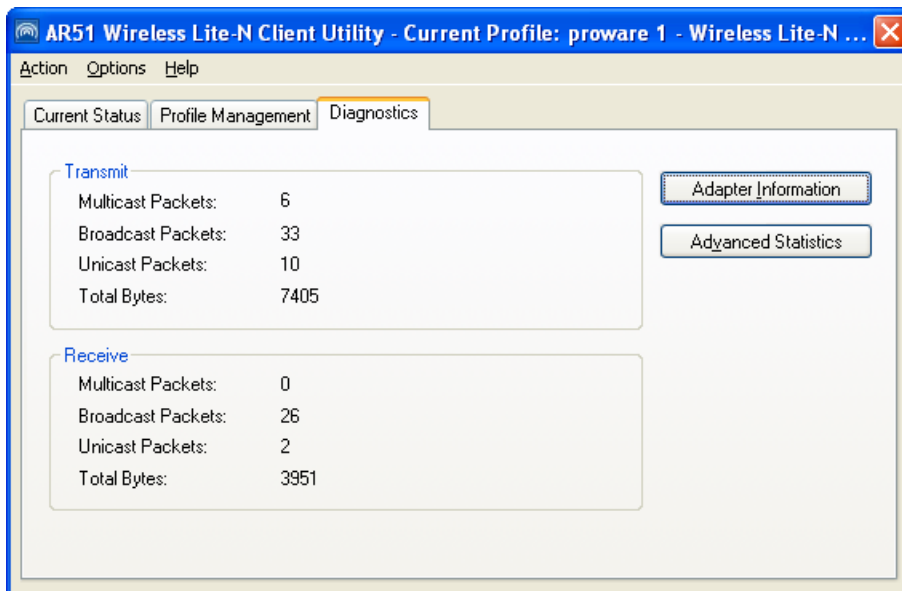 AR51 Wireless Lite-N Client Utility - Current Profile: proware 1 - Wireless Lite-N ...
Action Options Help
Current Status Profile Management Diagnostics
Transmit
Multicast Packets: 6
Broadcast Packets: 33
Unicast Packets: 10
Total Bytes: 7405
Adapter Information
Advanced Statistics
Receive
Multicast Packets: 0
Broadcast Packets: 26
Unicast Packets: 2
Total Bytes: 3951